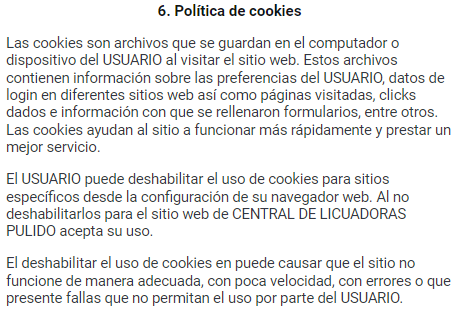 6. Política de cookies
Las cookies son archivos que se guardan en el computador o
dispositivo del USUARIO al visitar el sitio web. Estos archivos
contienen información sobre las preferencias del USUARIO, datos de
login en diferentes sitios web así como páginas visitadas, clicks
dados e información con que se rellenaron formularios, entre otros.
Las cookies ayudan al sitio a funcionar más rápidamente y prestar un
mejor servicio.
El USUARIO puede deshabilitar el uso de cookies para sitios
específicos desde la configuración de su navegador web. Al no
deshabilitarlos para el sitio web de CENTRAL DE LICUADORAS
PULIDO acepta su uso.
El deshabilitar el uso de cookies en puede causar que el sitio no
funcione de manera adecuada, con poca velocidad, con errores o que
presente fallas que no permitan el uso por parte del USUARIO.